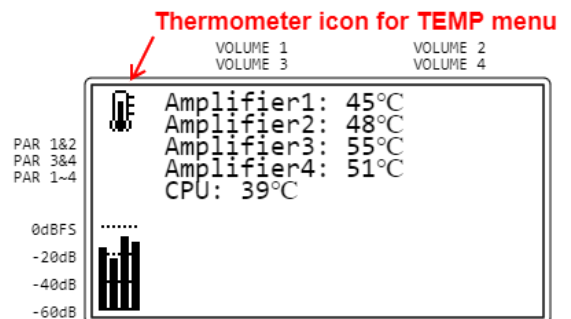 Thermometer icon for TEMP menu
VOLUME 1 VOLUME 2
VOLUME 3 VOLUME 4
Amplifier1: 45℃
Amplifier2: 48℃
Amplifier3: 55℃
Amplifier4: 51℃
CPU: 39℃
PAR 1&2
PAR 3&4
PAR 1~4
0dBFS
-20dB
-40dB
-60dB